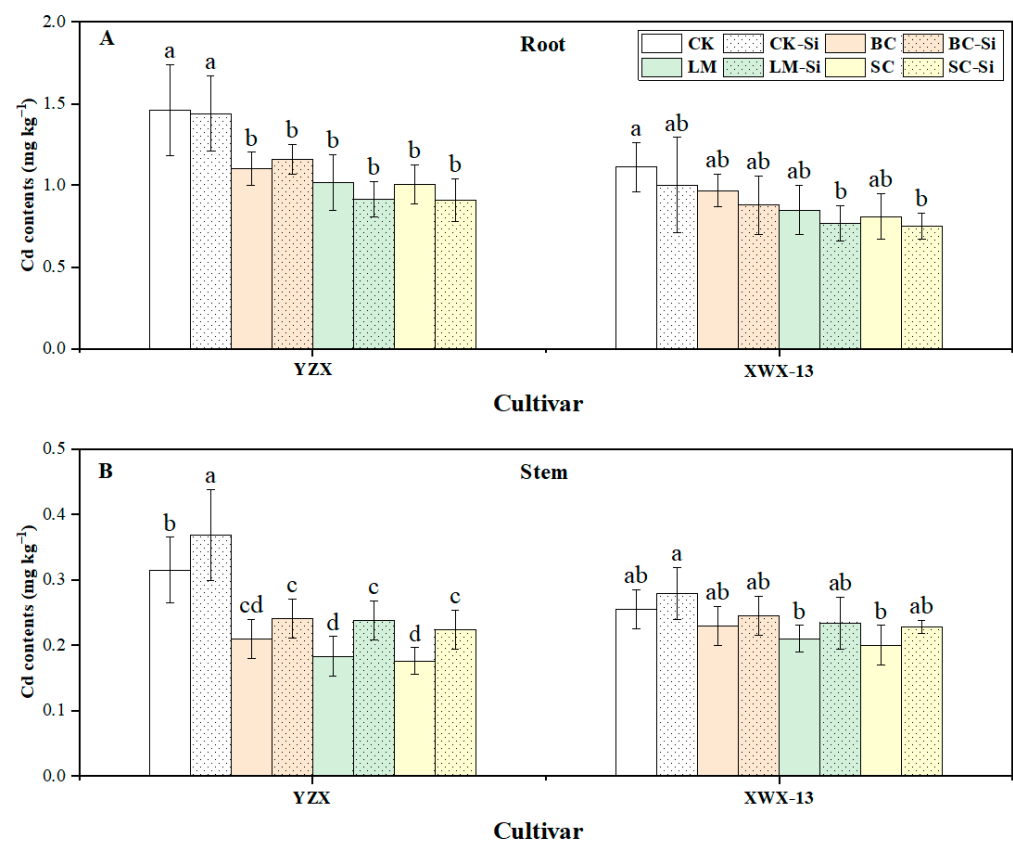 A
Root
CK CK-Si BC BC-Si
LM LM-Si SC SC-Si
Cd contents (mg kg⁻¹)
2.0
1.5
1.0
0.5
0.0
a a b b b b b b
a ab ab ab ab b ab b
YZX XWX-13
Cultivar
B
Stem
Cd contents (mg kg⁻¹)
0.5
0.4
0.3
0.2
0.1
0.0
b a cd c d c d c
ab a ab ab b ab b ab
YZX XWX-13
Cultivar